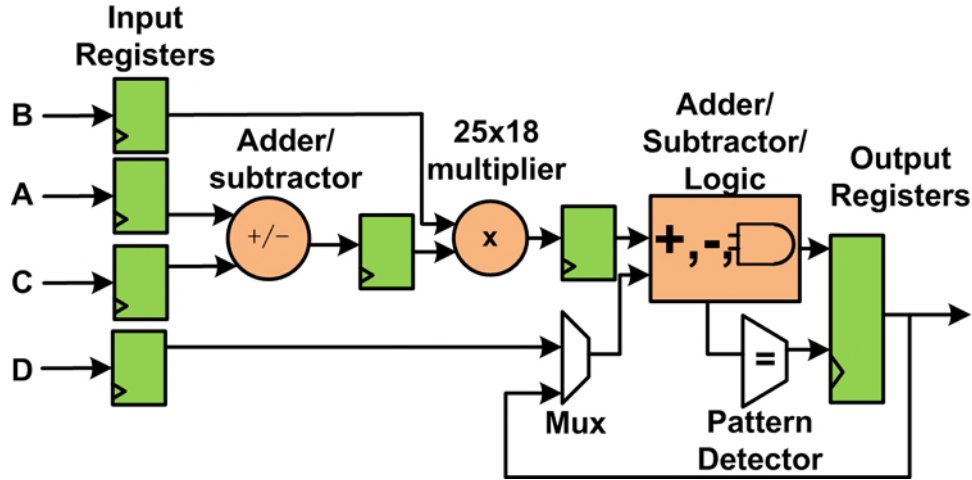 Input
Registers
B
A
C
D
Adder/
subtractor
+/−
25x18
multiplier
x
Adder/
Subtractor/
Logic
+,-,
=
Mux
Pattern
Detector
Output
Registers